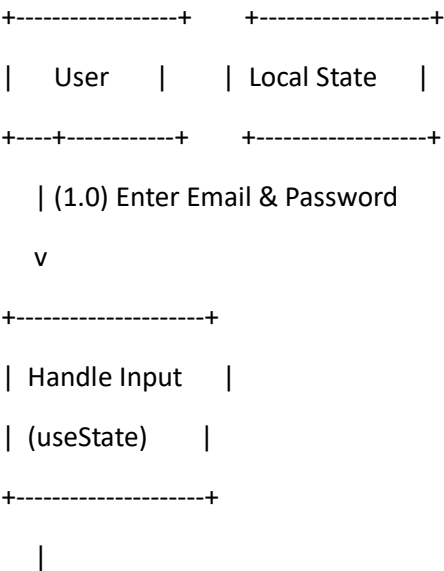 +------------------+ +-------------------+
| User | | Local State |
+----+------------+ +-------------------+
| (1.0) Enter Email & Password
v
+---------------------+
| Handle Input |
| (useState) |
+---------------------+
|